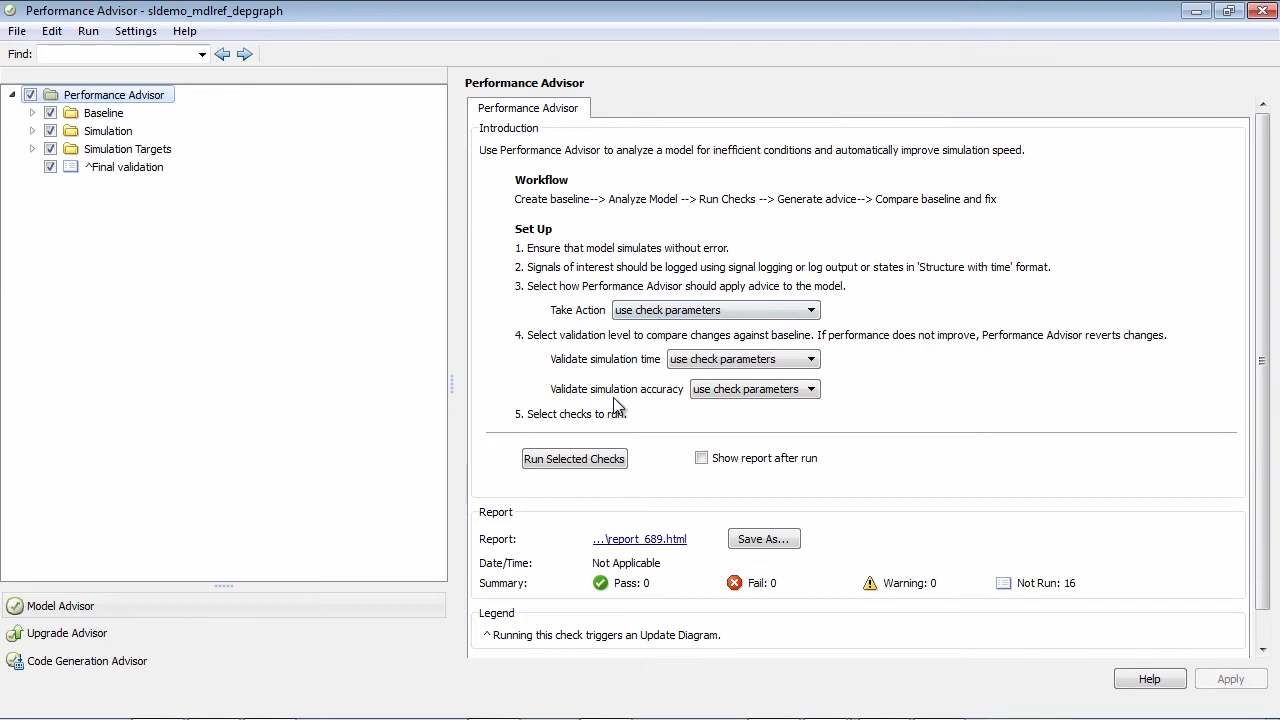 Performance Advisor - sldemo_mdlref_depgraph
File Edit Run Settings Help
Find:
Performance Advisor
Baseline
Simulation
Simulation Targets
^Final validation
Model Advisor
Upgrade Advisor
Code Generation Advisor
Performance Advisor
Performance Advisor
Introduction
Use Performance Advisor to analyze a model for inefficient conditions and automatically improve simulation speed.
Workflow
Create baseline--> Analyze Model --> Run Checks --> Generate advice--> Compare baseline and fix
Set Up
1. Ensure that model simulates without error.
2. Signals of interest should be logged using signal logging or log output or states in 'Structure with time' format.
3. Select how Performance Advisor should apply advice to the model.
Take Action use check parameters
4. Select validation level to compare changes against baseline. If performance does not improve, Performance Advisor reverts changes.
Validate simulation time use check parameters
Validate simulation accuracy use check parameters
5. Select checks to run.
Run Selected Checks Show report after run
Report
Report: ...\report_689.html Save As...
Date/Time: Not Applicable
Summary: Pass: 0 Fail: 0 Warning: 0 Not Run: 16
Legend
^ Running this check triggers an Update Diagram.
Help Apply